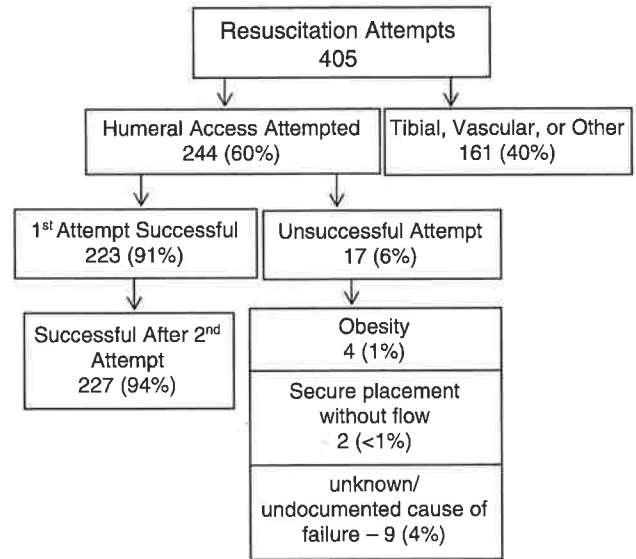 Resuscitation Attempts
405
Humeral Access Attempted
244 (60%)
Tibial, Vascular, or Other
161 (40%)
1st Attempt Successful
223 (91%)
Unsuccessful Attempt
17 (6%)
Successful After 2nd
Attempt
227 (94%)
Obesity
4 (1%)
Secure placement
without flow
2 (<1%)
unknown/
undocumented cause of
failure – 9 (4%)